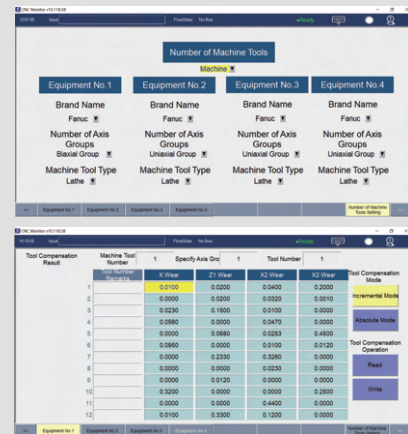 CNC Monitor v10.118.58
Input
FlowState: No flow
eReady
Number of Machine Tools
Machine
Equipment No.1 Equipment No.2 Equipment No.3 Equipment No.4
Brand Name Brand Name Brand Name Brand Name
Fanuc Fanuc Fanuc Fanuc
Number of Axis Groups Number of Axis Groups Number of Axis Groups Number of Axis Groups
Biaxial Group Uniaxial Group Uniaxial Group Uniaxial Group
Machine Tool Type Machine Tool Type Machine Tool Type Machine Tool Type
Lathe Lathe Lathe Lathe
Equipment No.1 Equipment No.2 Equipment No.3 Equipment No.4 Number of Machine Tools Setting
CNC Monitor v10.118.58
Input
FlowState: No flow
eReady
Tool Compensation Result
Machine Tool Number 1 Specify Axis Gro 1 Tool Number 1
Tool Compensation Mode
Tool Number Remarks X Wear Z1 Wear X2 Wear X2 Wear
1 0.0100 0.0200 0.0400 0.2000
2 0.0000 0.0200 0.0320 0.0010
3 0.0230 0.1500 0.0100 0.0000
4 0.0560 0.0000 0.0470 0.0000
5 0.0000 0.0880 0.0253 0.4500
6 0.0950 0.0000 0.0100 0.0120
7 0.0000 0.2330 0.3260 0.0000
8 0.0000 0.0000 0.0230 0.0000
9 0.0000 0.0120 0.0000 0.0000
10 0.3200 0.0000 0.0000 0.2500
11 0.0000 0.0000 0.4400 0.0000
12 0.0100 0.3300 0.1200 0.0000
Incremental Mode
Absolute Mode
Tool Compensation Operation
Read
Write
Equipment No.1 Equipment No.2 Equipment No.3 Equipment No.4